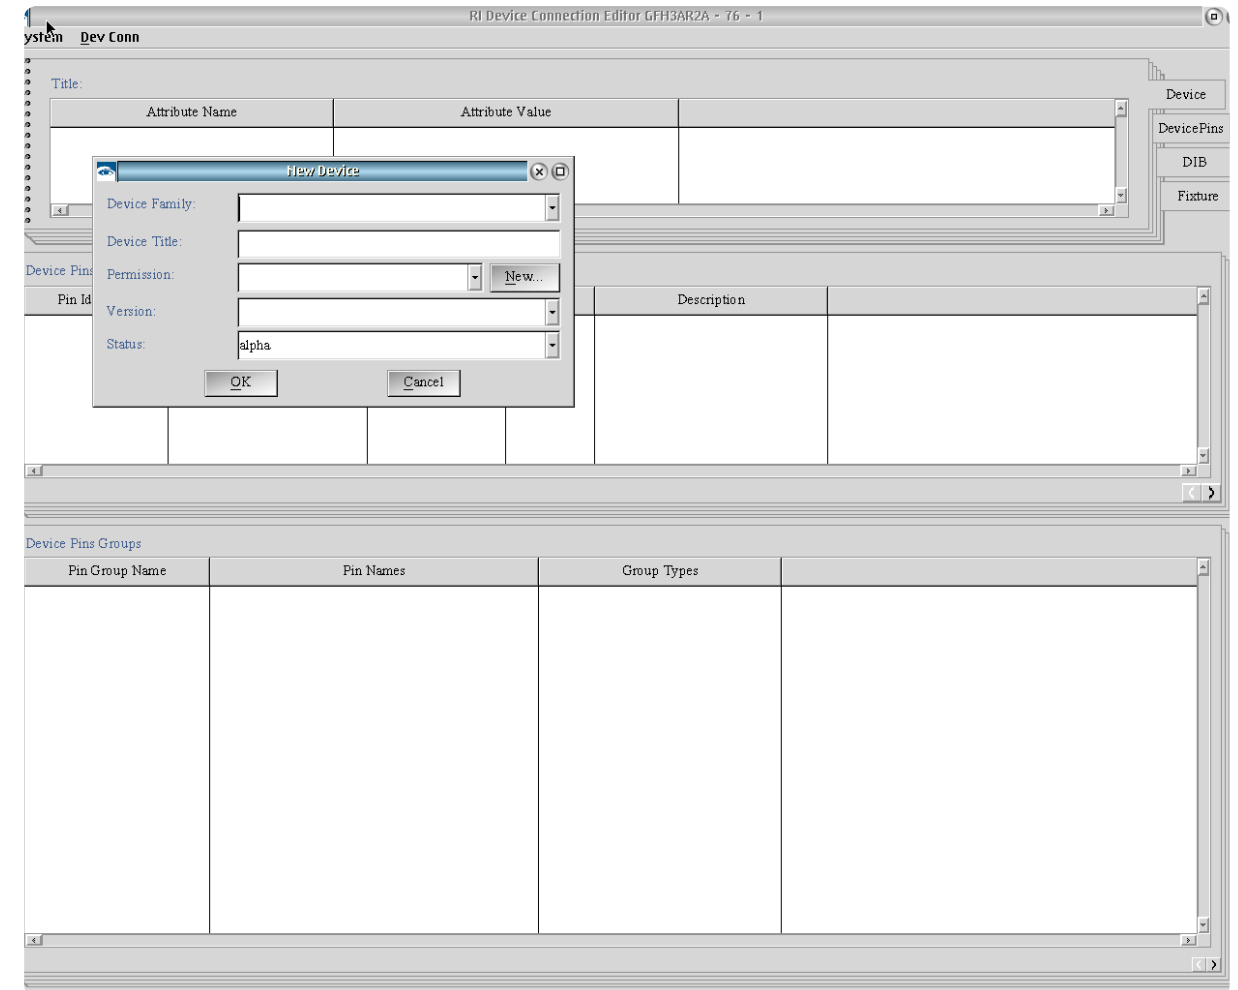 RI Device Connection Editor GFH3AR2A - 76 - 1
ystem Dev Conn
Title:
Attribute Name Attribute Value
Device
DevicePins
DIB
Fixture
New Device
Device Family:
Device Title:
Permission: New...
Version:
Status: alpha
OK Cancel
Device Pins
Pin Id Description
Device Pins Groups
Pin Group Name Pin Names Group Types